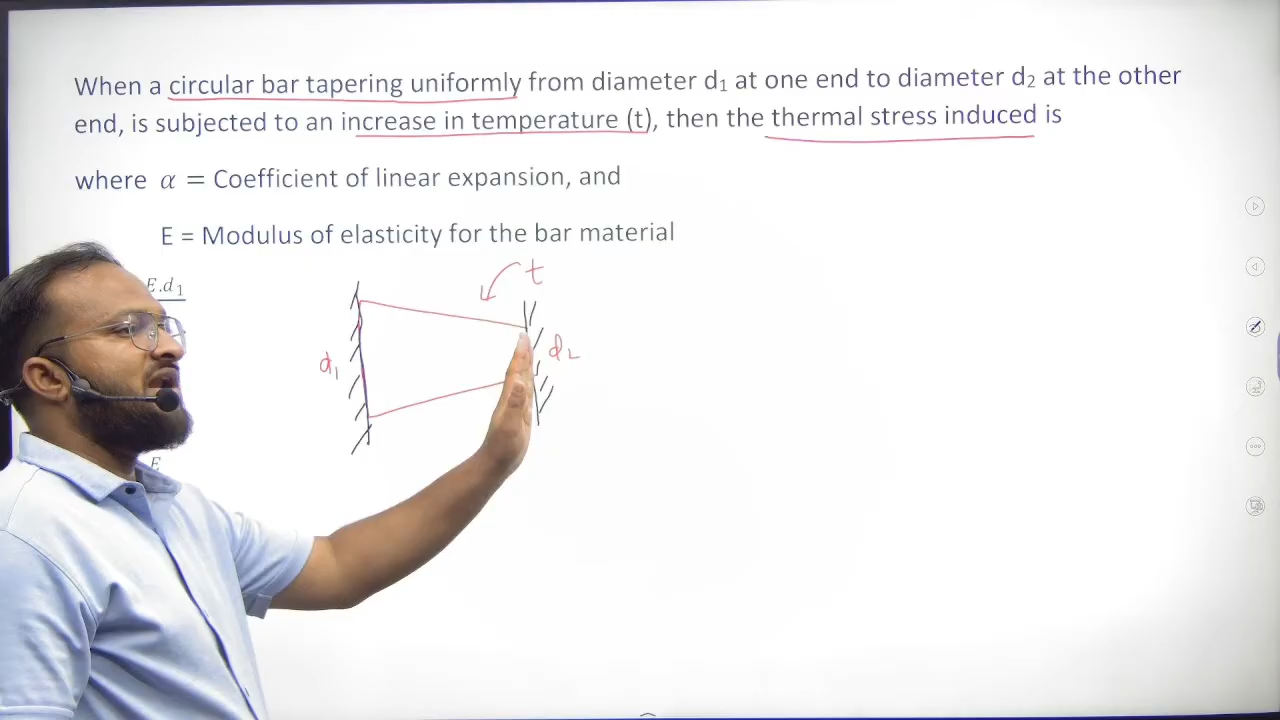 When a circular bar tapering uniformly from diameter d₁ at one end to diameter d₂ at the other
end, is subjected to an increase in temperature (t), then the thermal stress induced is
where α = Coefficient of linear expansion, and
E = Modulus of elasticity for the bar material
E.d₁
t
d₁
d₂
E